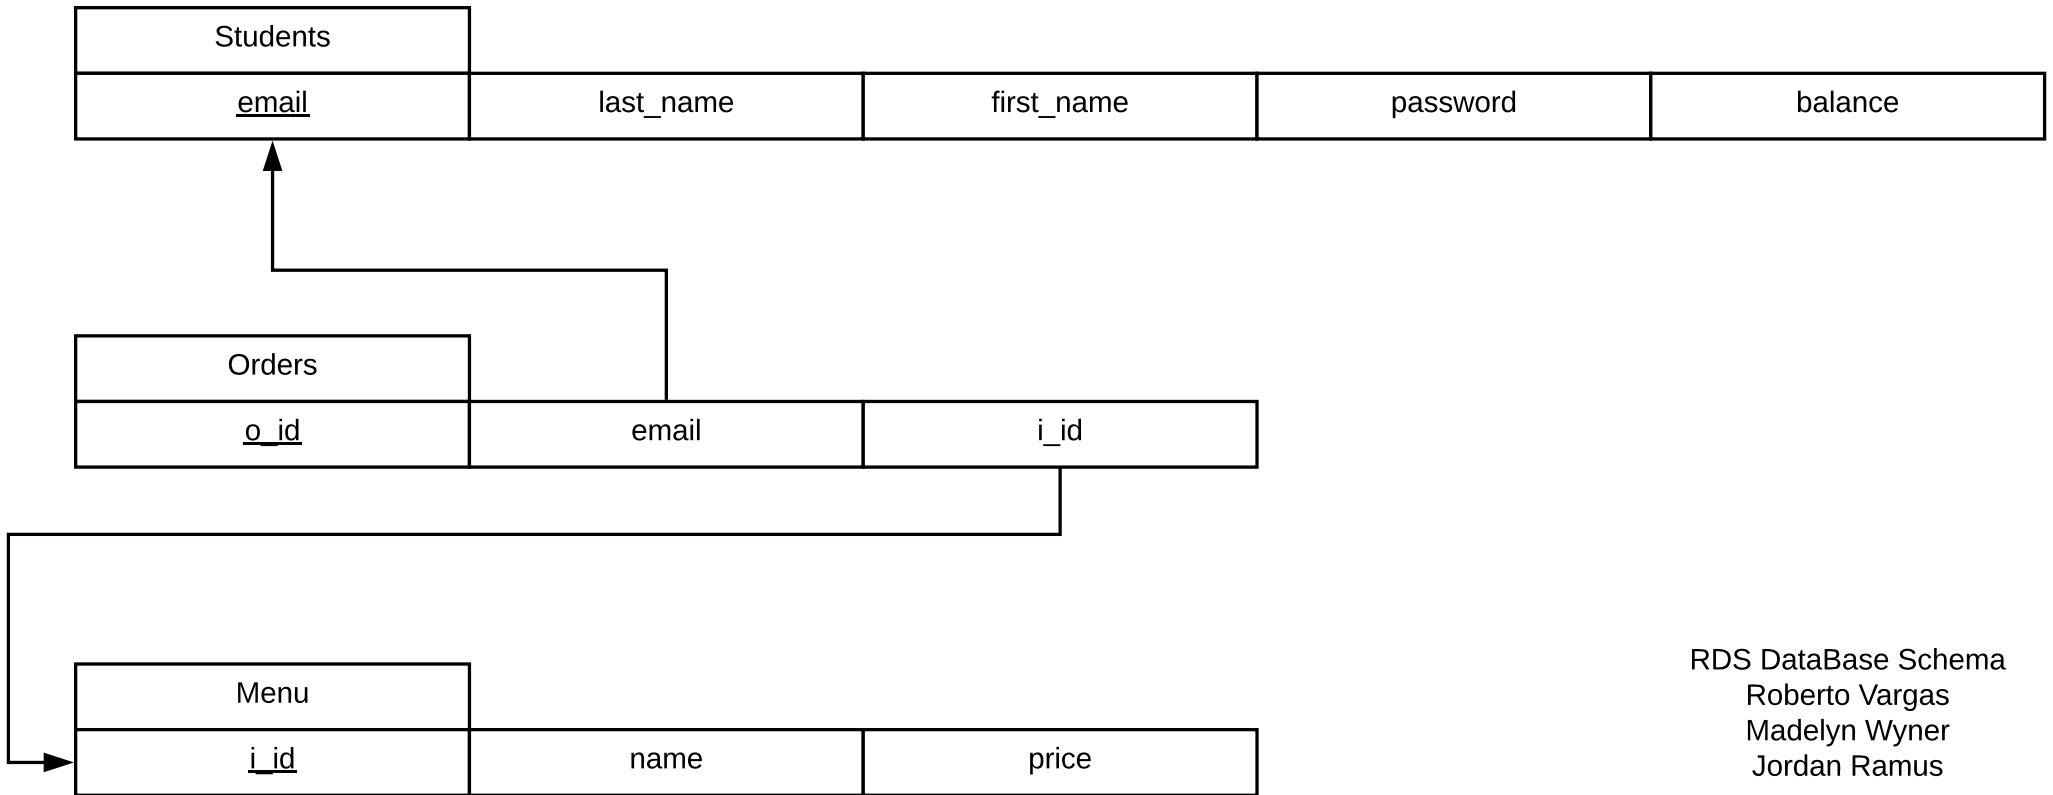 Students
email last_name first_name password balance
Orders
o_id email i_id
Menu
i_id name price
RDS DataBase Schema
Roberto Vargas
Madelyn Wyner
Jordan Ramus